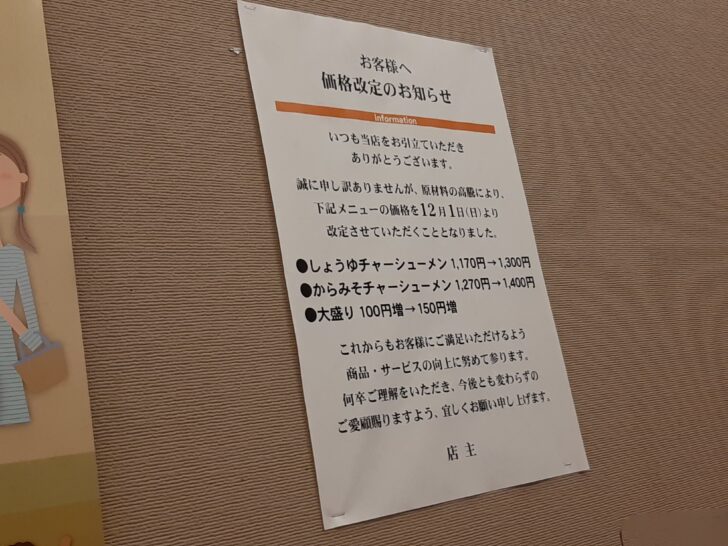 お客様へ
価格改定のお知らせ
information
いつも当店をお引立ていただき
ありがとうございます。
誠に申し訳ありませんが、原材料の高騰により、
下記メニューの価格を12月1日(日)より
改定させていただくこととなりました。
●しょうゆチャーシューメン 1,170円→1,300円
●からみそチャーシューメン 1,270円→1,400円
●大盛り 100円増→150円増
これからもお客様にご満足いただけるよう
商品・サービスの向上に努めて参ります。
何卒ご理解をいただき、今後とも変わらずの
ご愛顧賜りますよう、宜しくお願い申し上げます。
店 主